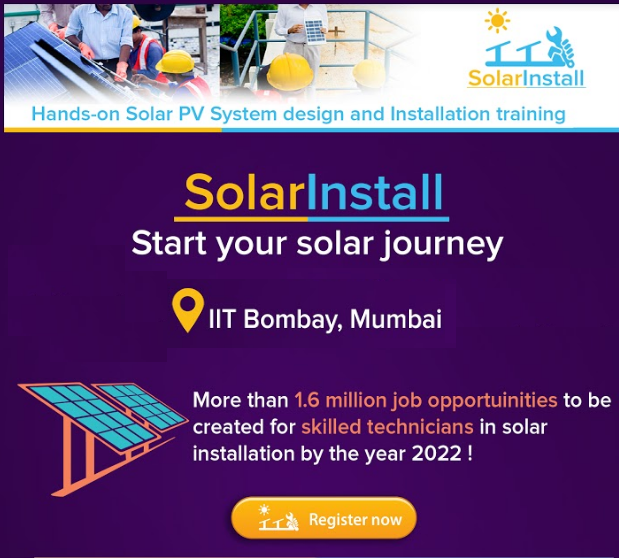 SolarInstall
Hands-on Solar PV System design and Installation training
SolarInstall
Start your solar journey
IIT Bombay, Mumbai
More than 1.6 million job opportuinities to be
created for skilled technicians in solar
installation by the year 2022 !
Register now